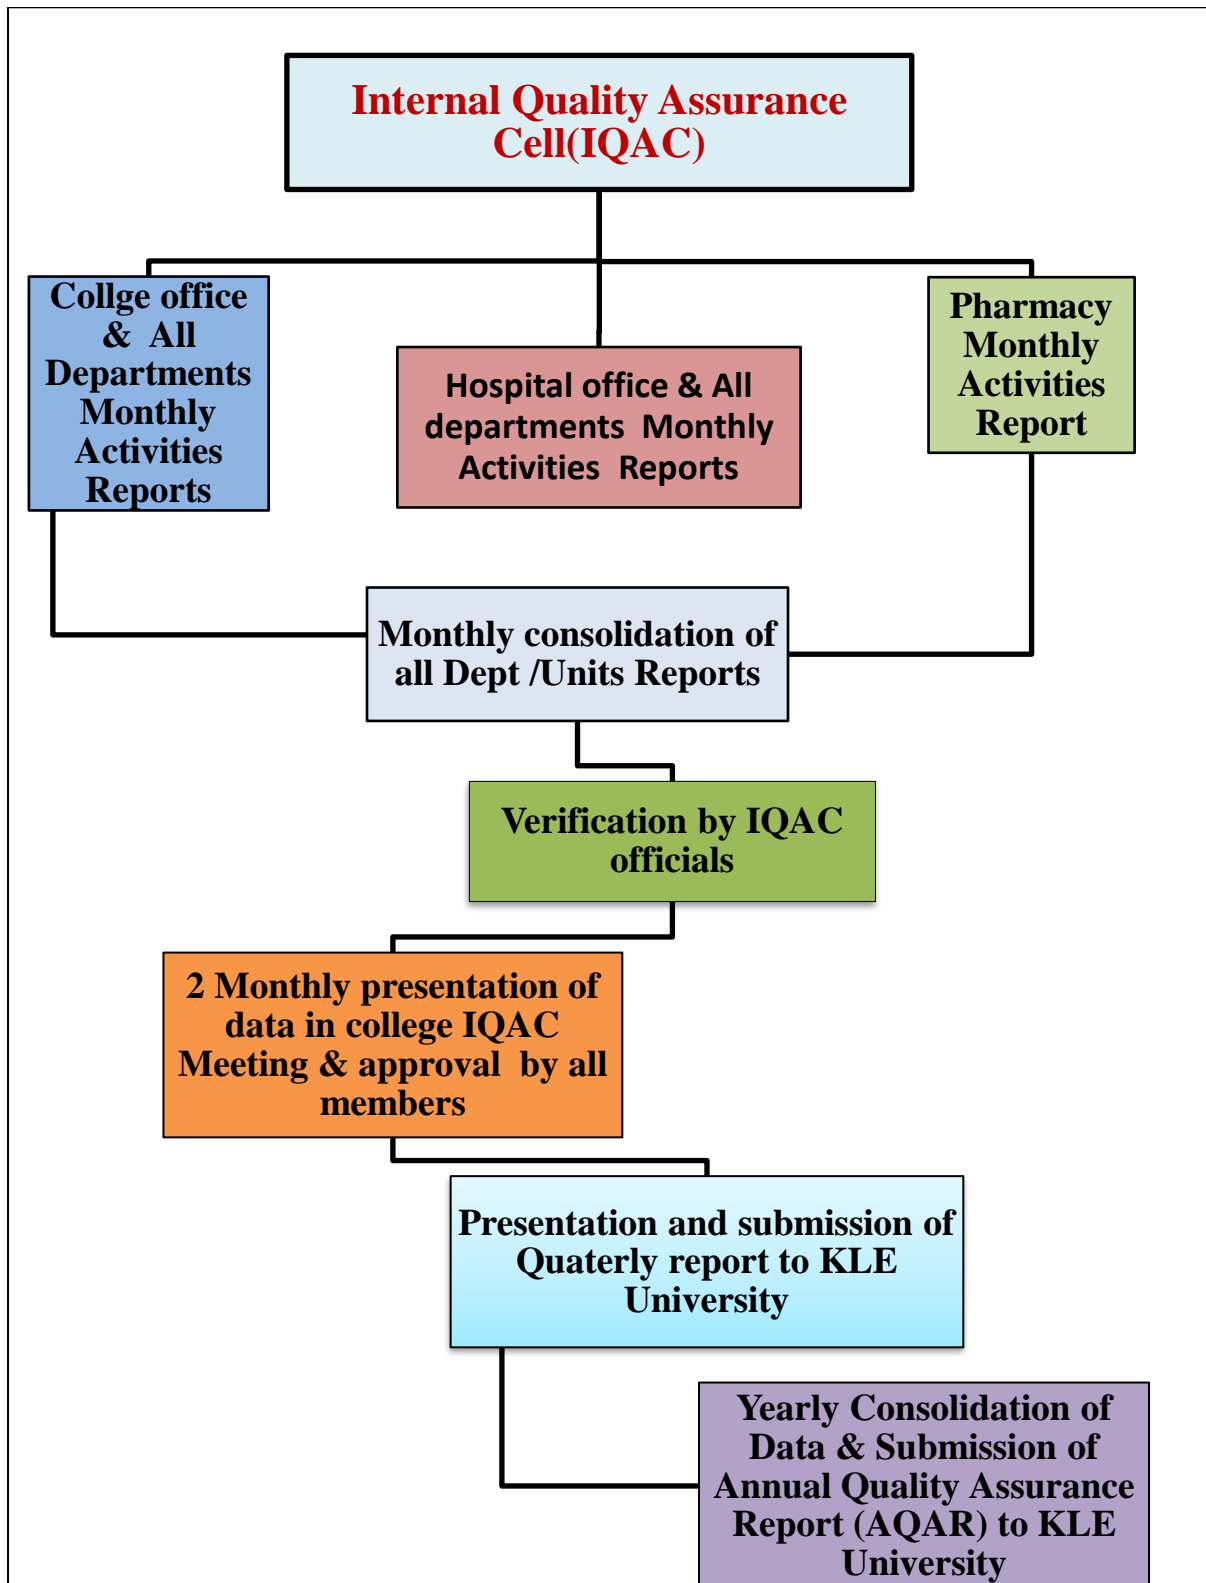 Internal Quality Assurance
Cell(IQAC)
Collge office
& All
Departments
Monthly
Activities
Reports
Hospital office & All
departments Monthly
Activities Reports
Pharmacy
Monthly
Activities
Report
Monthly consolidation of
all Dept /Units Reports
Verification by IQAC
officials
2 Monthly presentation of
data in college IQAC
Meeting & approval by all
members
Presentation and submission of
Quaterly report to KLE
University
Yearly Consolidation of
Data & Submission of
Annual Quality Assurance
Report (AQAR) to KLE
University